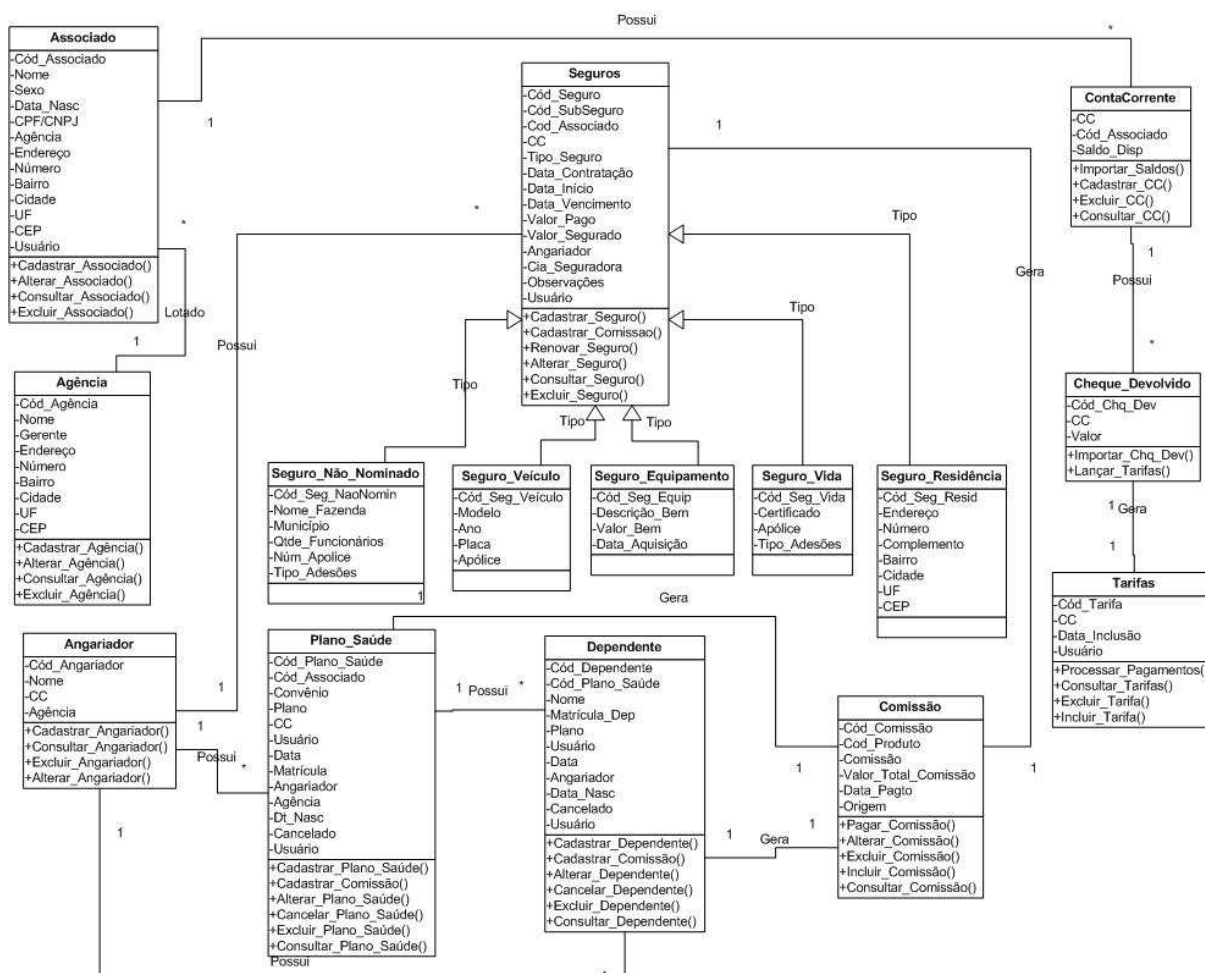 Possui
*
1
Associado
-Cód_Associado
-Nome
-Sexo
-Data_Nasc
-CPF/CNPJ
-Agência
-Endereço
-Número
-Bairro
-Cidade
-UF
-CEP
-Usuário
+Cadastrar_Associado()
+Alterar_Associado()
+Consultar_Associado()
+Excluir_Associado()
*
Lotado
1
Agência
-Cód_Agência
-Nome
-Gerente
-Endereço
-Número
-Bairro
-Cidade
-UF
-CEP
+Cadastrar_Agência()
+Alterar_Agência()
+Consultar_Agência()
+Excluir_Agência()
Seguros
-Cód_Seguro
-Cód_SubSeguro
-Cod_Associado
-CC
-Tipo_Seguro
-Data_Contratação
-Data_Início
-Data_Vencimento
-Valor_Pago
-Valor_Segurado
-Angariador
-Cia_Seguradora
-Observações
-Usuário
+Cadastrar_Seguro()
+Cadastrar_Comissao()
+Renovar_Seguro()
+Alterar_Seguro()
+Consultar_Seguro()
+Excluir_Seguro()
1
*
Possui
1
Gera
1
Tipo
Tipo
Tipo
Tipo
Tipo
ContaCorrente
-CC
-Cód_Associado
-Saldo_Disp
+Importar_Saldos()
+Cadastrar_CC()
+Excluir_CC()
+Consultar_CC()
1
Possui
*
Cheque_Devolvido
-Cód_Chq_Dev
-CC
-Valor
+Importar_Chq_Dev()
+Lançar_Tarifas()
1
Gera
1
Tarifas
-Cód_Tarifa
-CC
-Data_Inclusão
-Usuário
+Processar_Pagamentos()
+Consultar_Tarifas()
+Excluir_Tarifa()
+Incluir_Tarifa()
Seguro_Não_Nominado
-Cód_Seg_NaoNomin
-Nome_Fazenda
-Município
-Qtde_Funcionários
-Núm_Apolice
-Tipo_Adesões
Seguro_Veículo
-Cód_Seg_Veículo
-Modelo
-Ano
-Placa
-Apólice
Seguro_Equipamento
-Cód_Seg_Equip
-Descrição_Bem
-Valor_Bem
-Data_Aquisição
Seguro_Vida
-Cód_Seg_Vida
-Certificado
-Apólice
-Tipo_Adesões
Seguro_Residência
-Cód_Seg_Resid
-Endereço
-Número
-Complemento
-Bairro
-Cidade
-UF
-CEP
1
Gera
1
Angariador
-Cód_Angariador
-Nome
-CC
-Agência
+Cadastrar_Angariador()
+Consultar_Angariador()
+Excluir_Angariador()
+Alterar_Angariador()
1
Possui
*
1
Plano_Saúde
-Cód_Plano_Saúde
-Cód_Associado
-Convênio
-Plano
-CC
-Usuário
-Data
-Matrícula
-Angariador
-Agência
-Dt_Nasc
-Cancelado
-Usuário
+Cadastrar_Plano_Saúde()
+Cadastrar_Comissão()
+Alterar_Plano_Saúde()
+Cancelar_Plano_Saúde()
+Excluir_Plano_Saúde()
+Consultar_Plano_Saúde()
Possui
1 Possui *
Dependente
-Cód_Dependente
-Cód_Plano_Saúde
-Nome
-Matrícula_Dep
-Plano
-Usuário
-Data
-Angariador
-Data_Nasc
-Cancelado
-Usuário
+Cadastrar_Dependente()
+Cadastrar_Comissão()
+Alterar_Dependente()
+Cancelar_Dependente()
+Excluir_Dependente()
+Consultar_Dependente()
1
Gera
1
Comissão
-Cód_Comissão
-Cod_Produto
-Comissão
-Valor_Total_Comissão
-Data_Pagto
-Origem
+Pagar_Comissão()
+Alterar_Comissão()
+Excluir_Comissão()
+Incluir_Comissão()
+Consultar_Comissão()